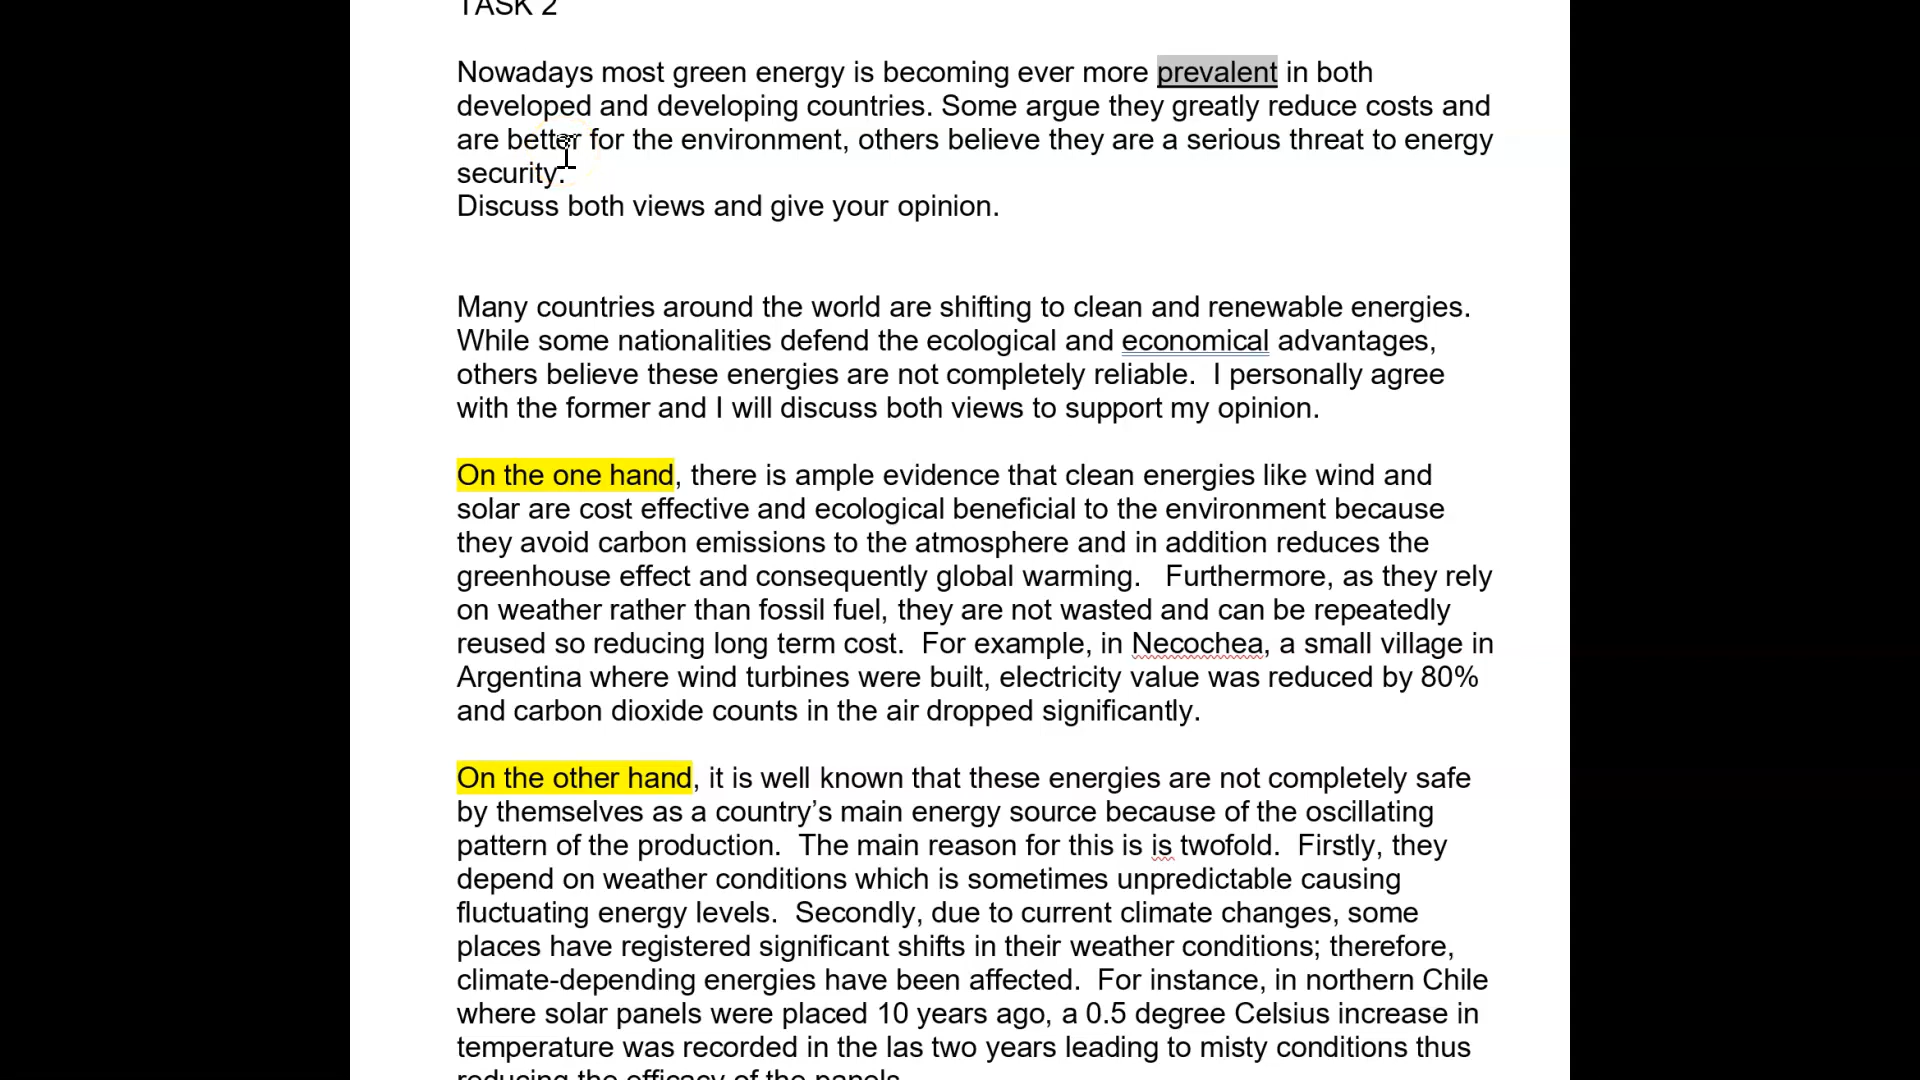 TASK 2
Nowadays most green energy is becoming ever more prevalent in both
developed and developing countries. Some argue they greatly reduce costs and
are better for the environment, others believe they are a serious threat to energy
security.
Discuss both views and give your opinion.
Many countries around the world are shifting to clean and renewable energies.
While some nationalities defend the ecological and economical advantages,
others believe these energies are not completely reliable.  I personally agree
with the former and I will discuss both views to support my opinion.
On the one hand, there is ample evidence that clean energies like wind and
solar are cost effective and ecological beneficial to the environment because
they avoid carbon emissions to the atmosphere and in addition reduces the
greenhouse effect and consequently global warming.   Furthermore, as they rely
on weather rather than fossil fuel, they are not wasted and can be repeatedly
reused so reducing long term cost.  For example, in Necochea, a small village in
Argentina where wind turbines were built, electricity value was reduced by 80%
and carbon dioxide counts in the air dropped significantly.
On the other hand, it is well known that these energies are not completely safe
by themselves as a country’s main energy source because of the oscillating
pattern of the production.  The main reason for this is is twofold.  Firstly, they
depend on weather conditions which is sometimes unpredictable causing
fluctuating energy levels.  Secondly, due to current climate changes, some
places have registered significant shifts in their weather conditions; therefore,
climate-depending energies have been affected.  For instance, in northern Chile
where solar panels were placed 10 years ago, a 0.5 degree Celsius increase in
temperature was recorded in the las two years leading to misty conditions thus
reducing the efficacy of the panels.